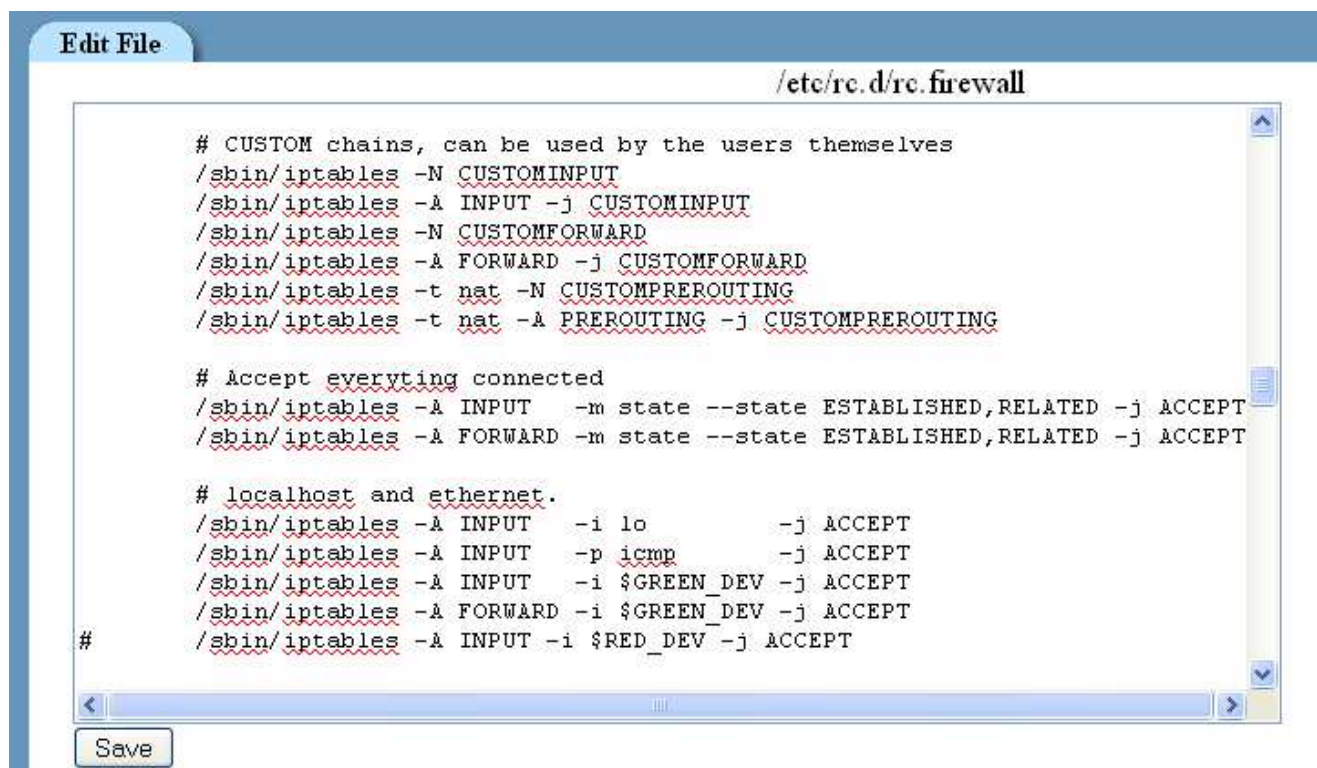 Edit File
/etc/rc.d/rc.firewall
# CUSTOM chains, can be used by the users themselves
/sbin/iptables -N CUSTOMINPUT
/sbin/iptables -A INPUT -j CUSTOMINPUT
/sbin/iptables -N CUSTOMFORWARD
/sbin/iptables -A FORWARD -j CUSTOMFORWARD
/sbin/iptables -t nat -N CUSTOMPREROUTING
/sbin/iptables -t nat -A PREROUTING -j CUSTOMPREROUTING
# Accept everyting connected
/sbin/iptables -A INPUT   -m state --state ESTABLISHED,RELATED -j ACCEPT
/sbin/iptables -A FORWARD -m state --state ESTABLISHED,RELATED -j ACCEPT
# localhost and ethernet.
/sbin/iptables -A INPUT   -i lo         -j ACCEPT
/sbin/iptables -A INPUT   -p icmp       -j ACCEPT
/sbin/iptables -A INPUT   -i $GREEN_DEV -j ACCEPT
/sbin/iptables -A FORWARD -i $GREEN_DEV -j ACCEPT
#       /sbin/iptables -A INPUT -i $RED_DEV -j ACCEPT
Save